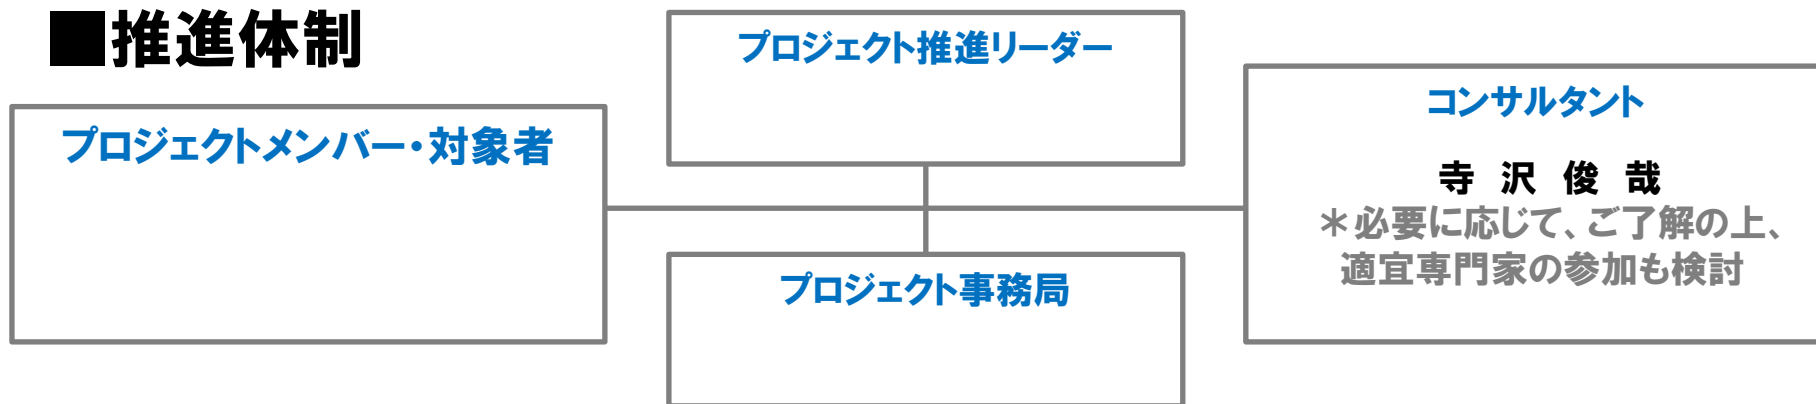 ■推進体制
プロジェクト推進リーダー
プロジェクトメンバー・対象者
コンサルタント
寺 沢 俊 哉
＊必要に応じて、ご了解の上、
適宜専門家の参加も検討
プロジェクト事務局